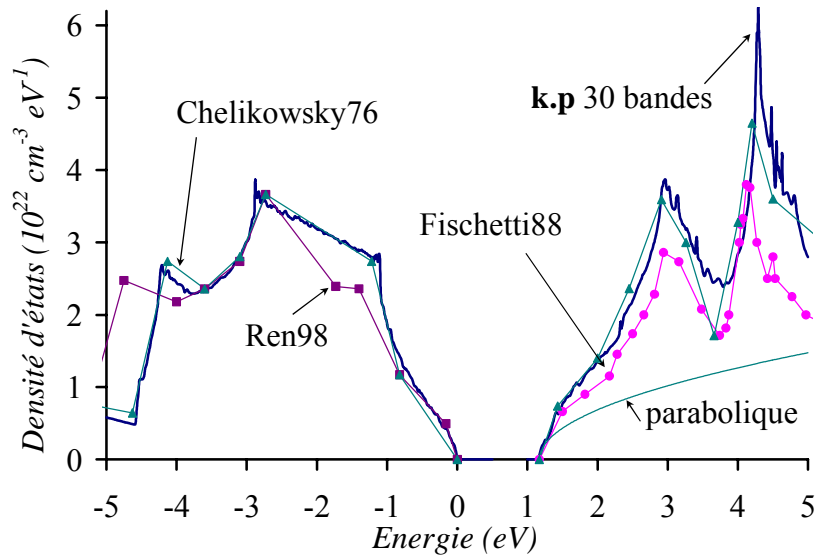 Densité d'états (10²² cm⁻³ eV⁻¹)
6
5
4
3
2
1
0
Chelikowsky76
k.p 30 bandes
Fischetti88
Ren98
parabolique
-5 -4 -3 -2 -1 0 1 2 3 4 5
Energie (eV)